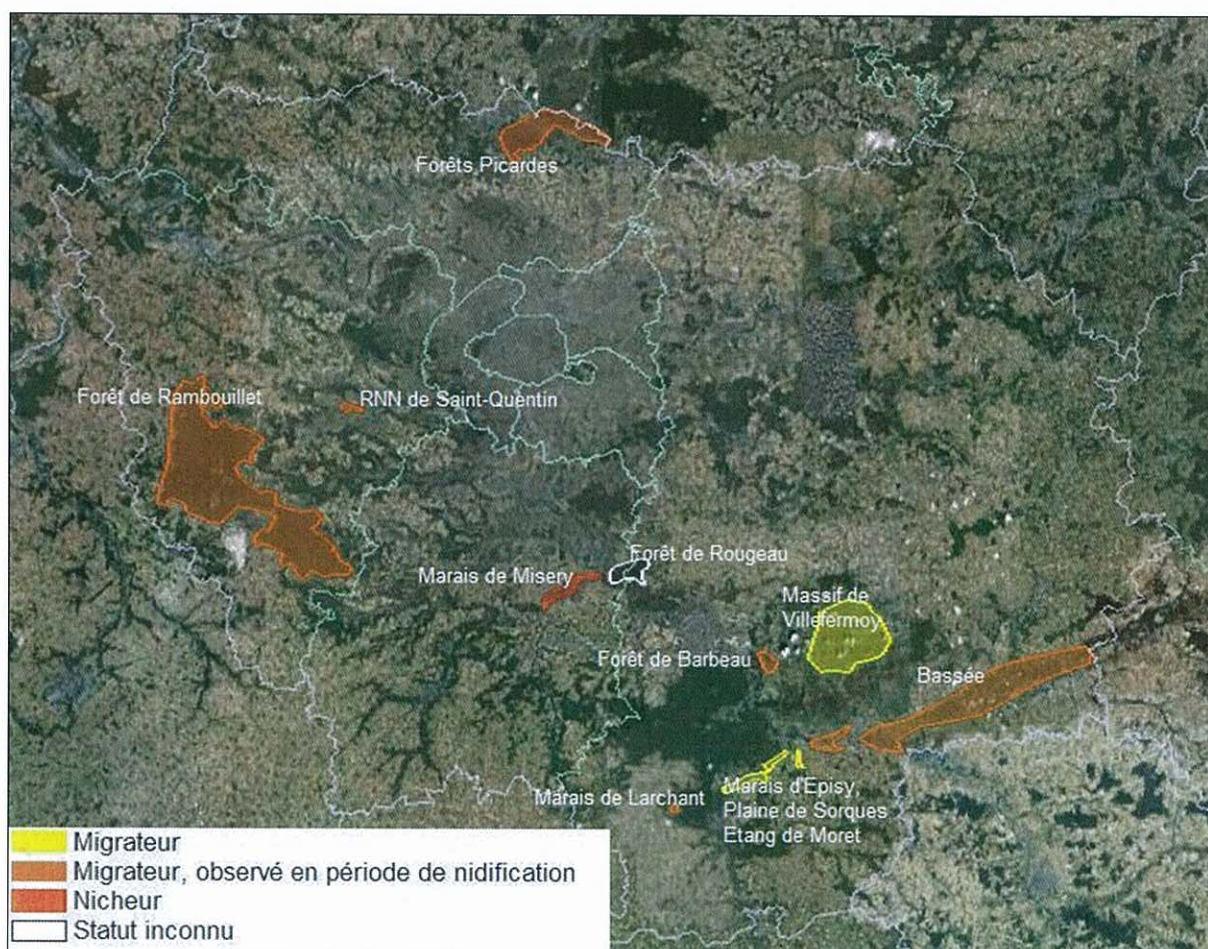 Forêts Picardes
Forêt de Rambouillet
RNN de Saint-Quentin
Forêt de Rougeau
Marais de Misery
Massif de
Villefermoy
Forêt de Barbeau
Bassée
Marais d'Episy,
Plaine de Sorques
Etang de Moret
Marais de Larchant
Migrateur
Migrateur, observé en période de nidification
Nicheur
Statut inconnu